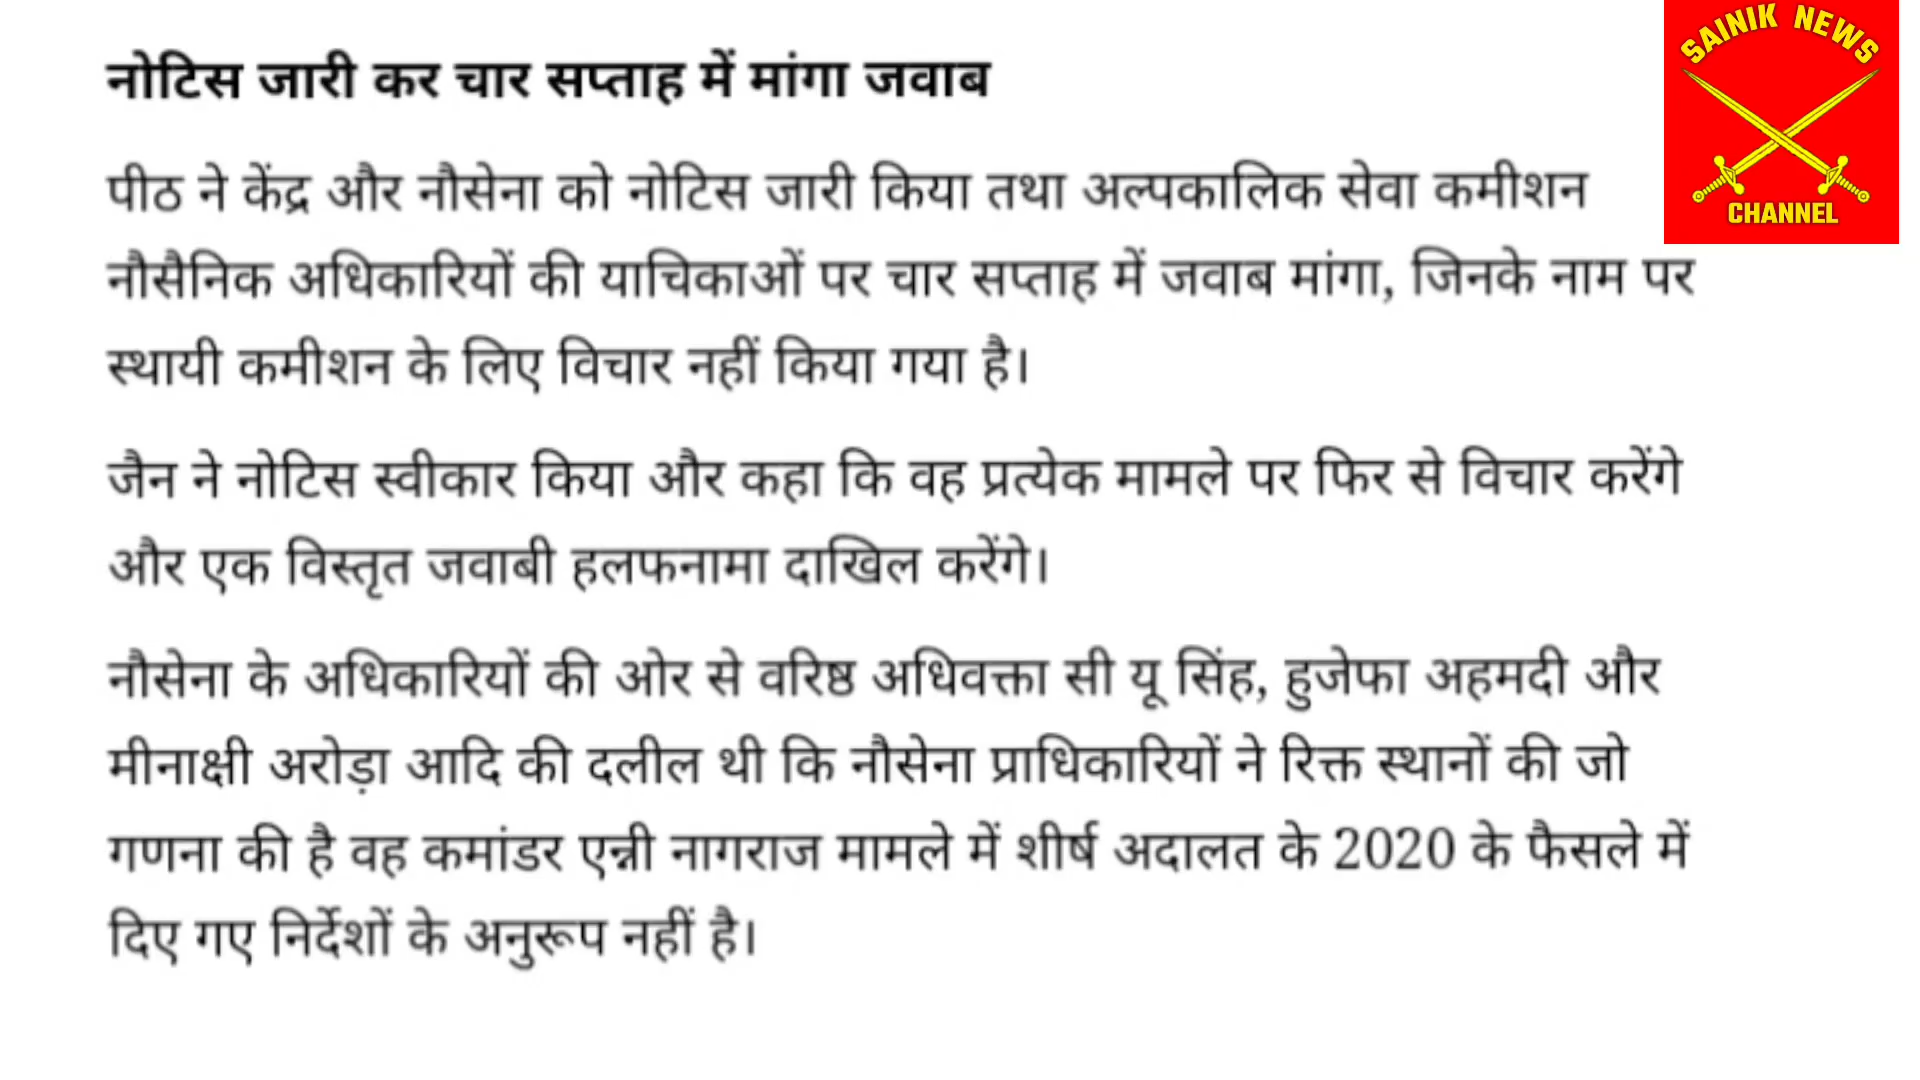 नोटिस जारी कर चार सप्ताह में मांगा जवाब
SAINIK NEWS
CHANNEL
पीठ ने केंद्र और नौसेना को नोटिस जारी किया तथा अल्पकालिक सेवा कमीशन
नौसैनिक अधिकारियों की याचिकाओं पर चार सप्ताह में जवाब मांगा, जिनके नाम पर
स्थायी कमीशन के लिए विचार नहीं किया गया है।
जैन ने नोटिस स्वीकार किया और कहा कि वह प्रत्येक मामले पर फिर से विचार करेंगे
और एक विस्तृत जवाबी हलफनामा दाखिल करेंगे।
नौसेना के अधिकारियों की ओर से वरिष्ठ अधिवक्ता सी यू सिंह, हुजेफा अहमदी और
मीनाक्षी अरोड़ा आदि की दलील थी कि नौसेना प्राधिकारियों ने रिक्त स्थानों की जो
गणना की है वह कमांडर एन्नी नागराज मामले में शीर्ष अदालत के 2020 के फैसले में
दिए गए निर्देशों के अनुरूप नहीं है।